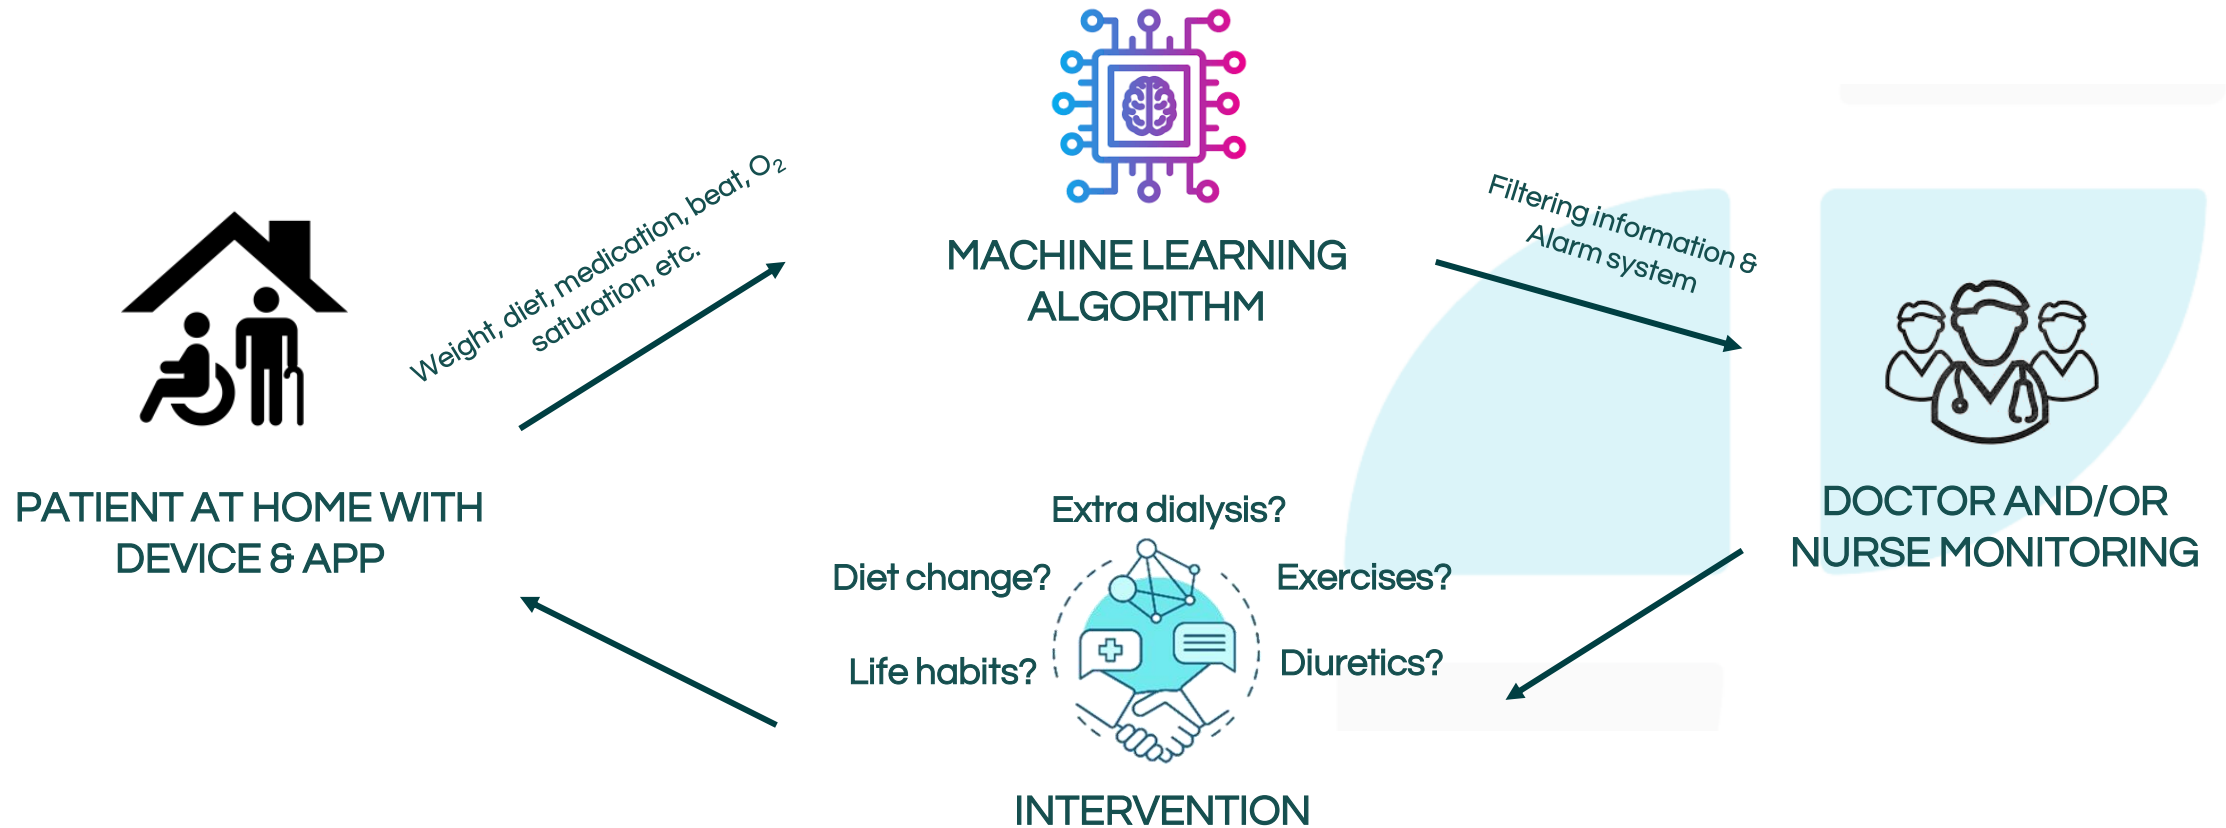 Weight, diet, medication, beat, O₂
saturation, etc.
MACHINE LEARNING
ALGORITHM
Filtering information &
Alarm system
PATIENT AT HOME WITH
DEVICE & APP
DOCTOR AND/OR
NURSE MONITORING
Extra dialysis?
Diet change?
Exercises?
Life habits?
Diuretics?
INTERVENTION